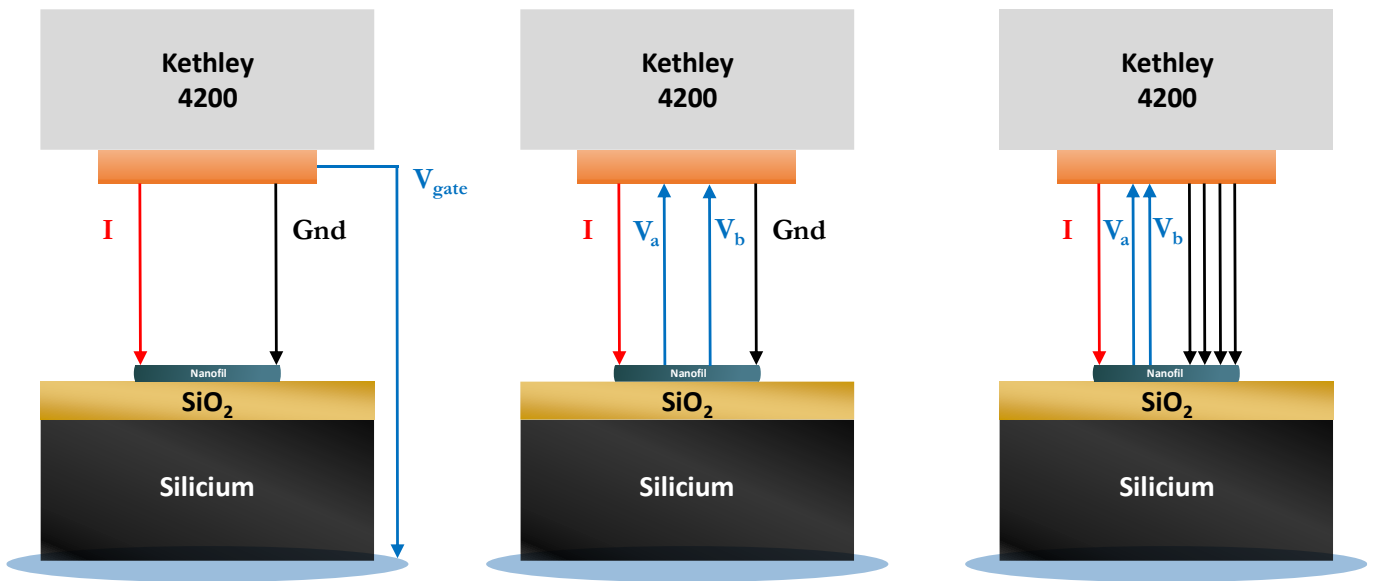 Kethley
4200
V_gate
I
Gnd
Nanofil
SiO₂
Silicium
Kethley
4200
I
V_a
V_b
Gnd
Nanofil
SiO₂
Silicium
Kethley
4200
I
V_a
V_b
Nanofil
SiO₂
Silicium